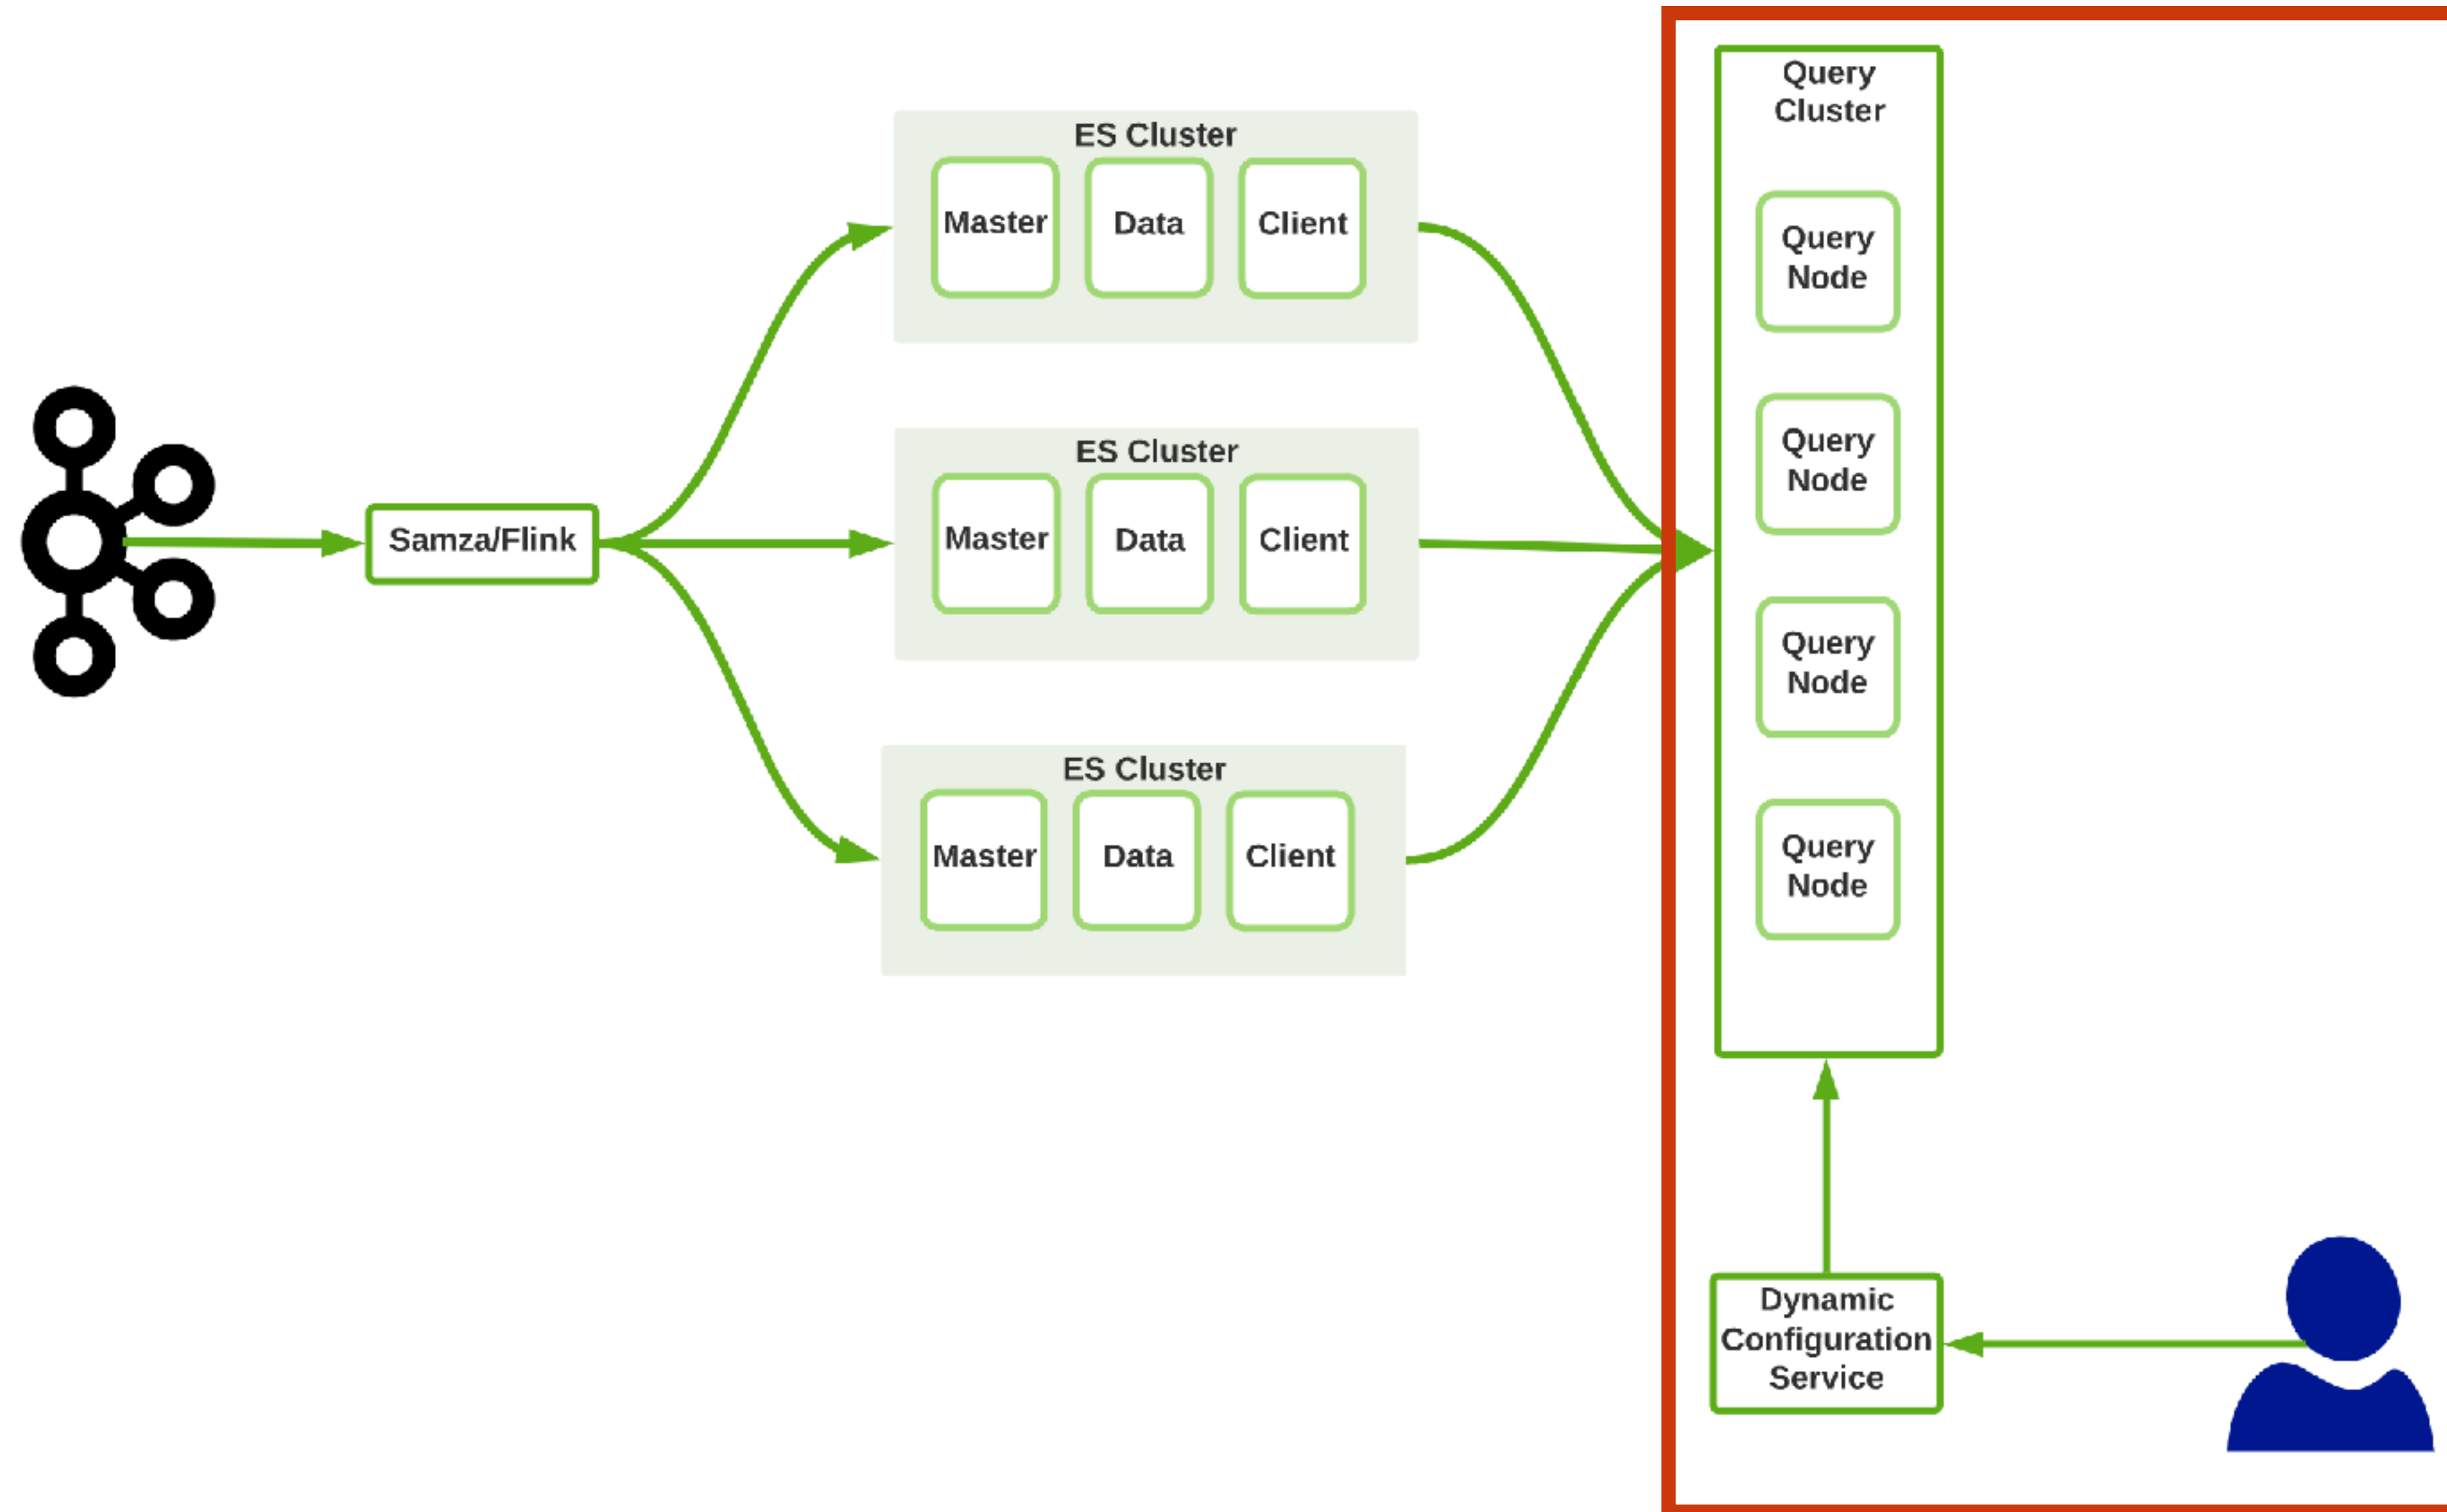 Samza/Flink
ES Cluster
Master
Data
Client
ES Cluster
Master
Data
Client
ES Cluster
Master
Data
Client
Query
Cluster
Query
Node
Query
Node
Query
Node
Query
Node
Dynamic
Configuration
Service